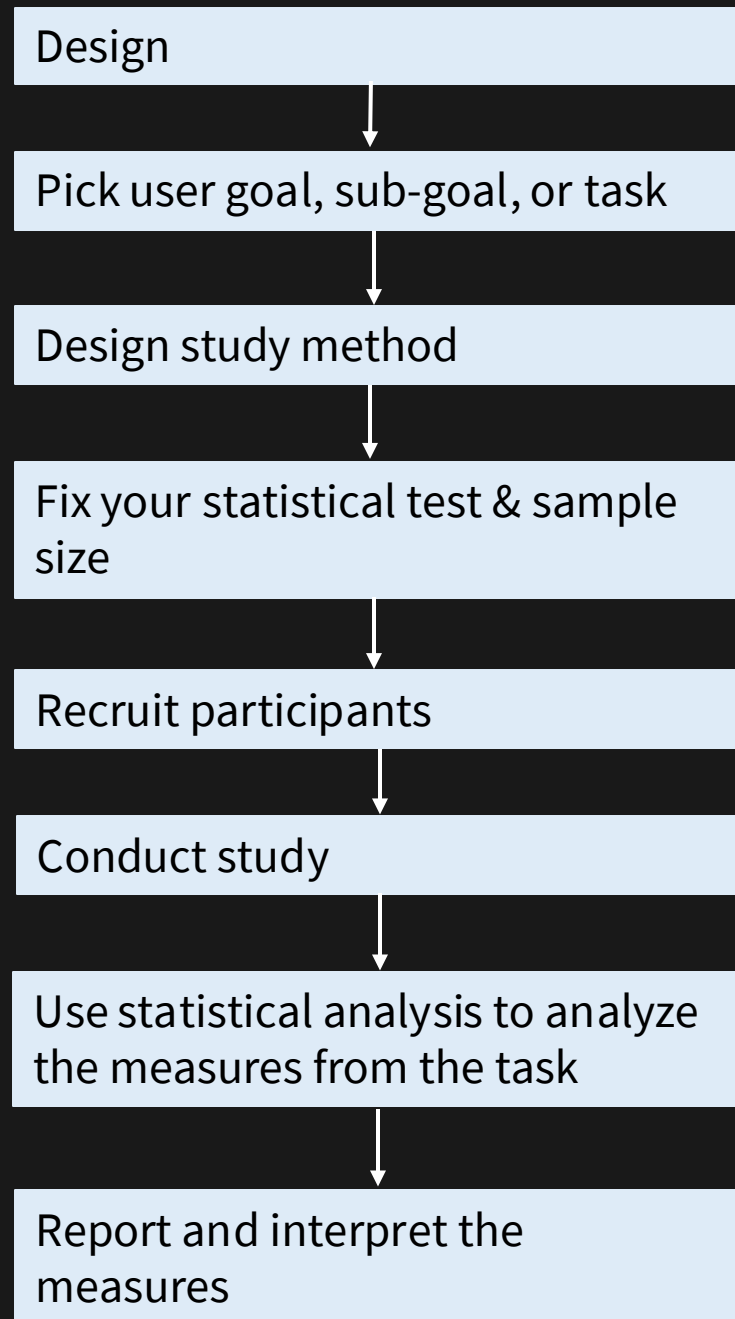 Design
Pick user goal, sub-goal, or task
Design study method
Fix your statistical test & sample
size
Recruit participants
Conduct study
Use statistical analysis to analyze
the measures from the task
Report and interpret the
measures